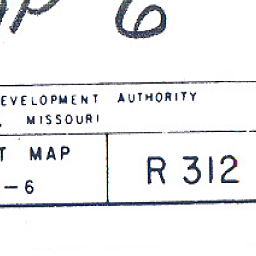 6
EVELOPMENT AUTHORITY
, MISSOURI
T MAP
R 312
-6